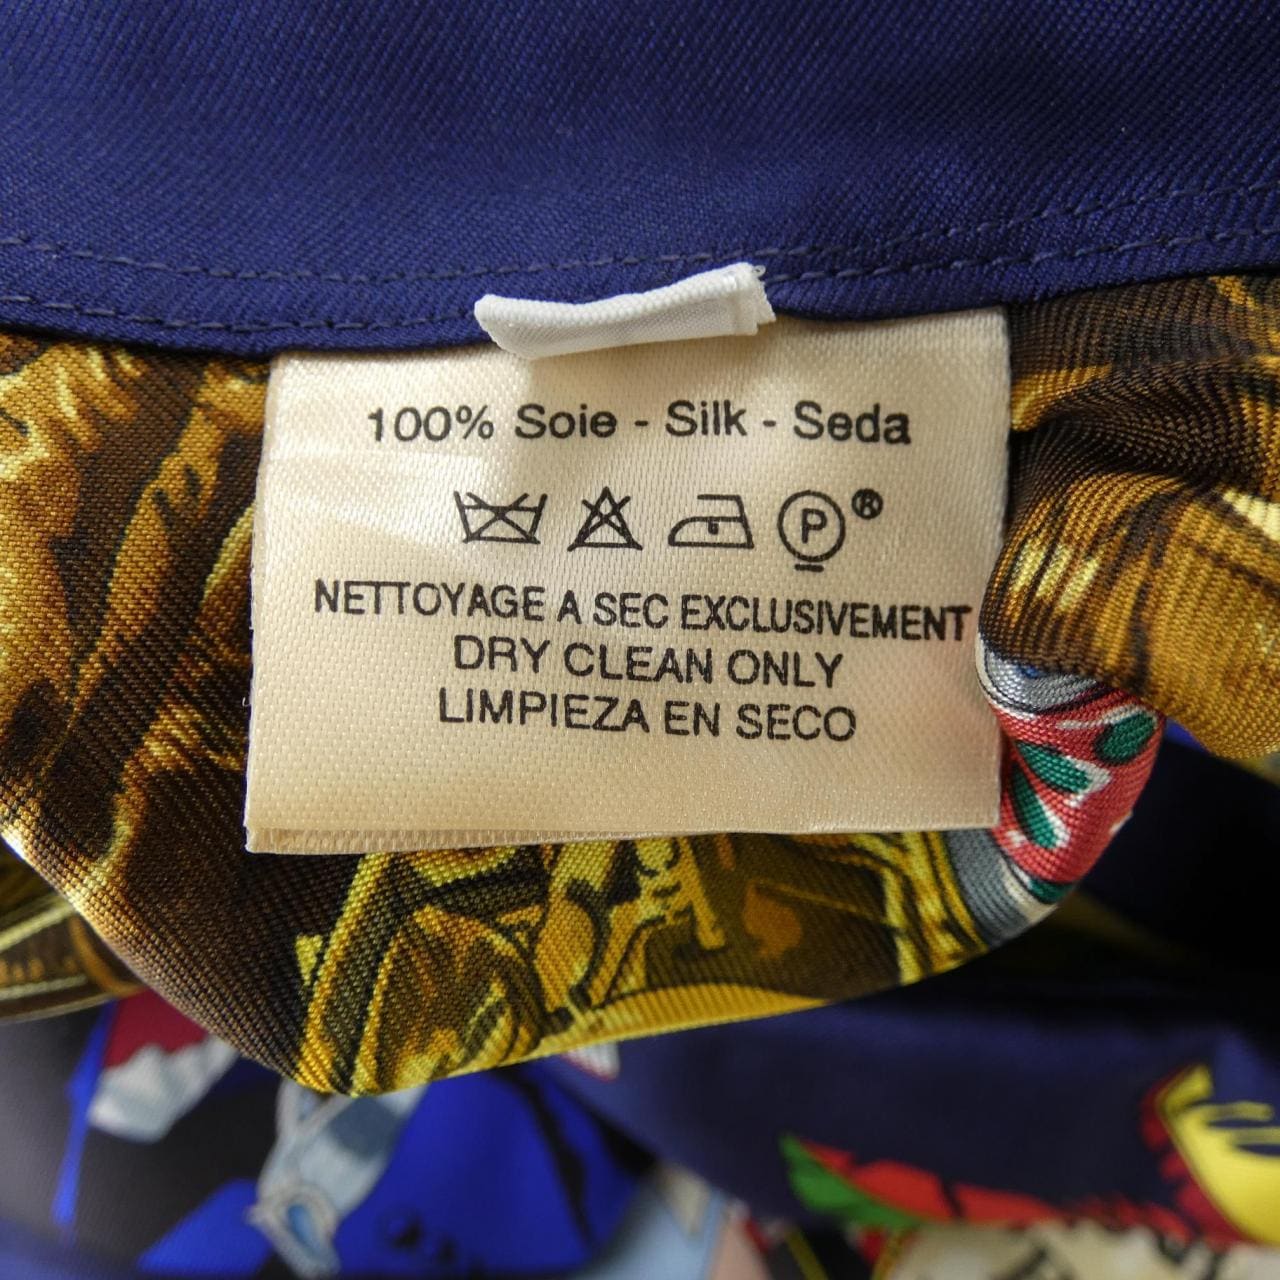 100% Soie - Silk - Seda
P®
NETTOYAGE A SEC EXCLUSIVEMENT
DRY CLEAN ONLY
LIMPIEZA EN SECO